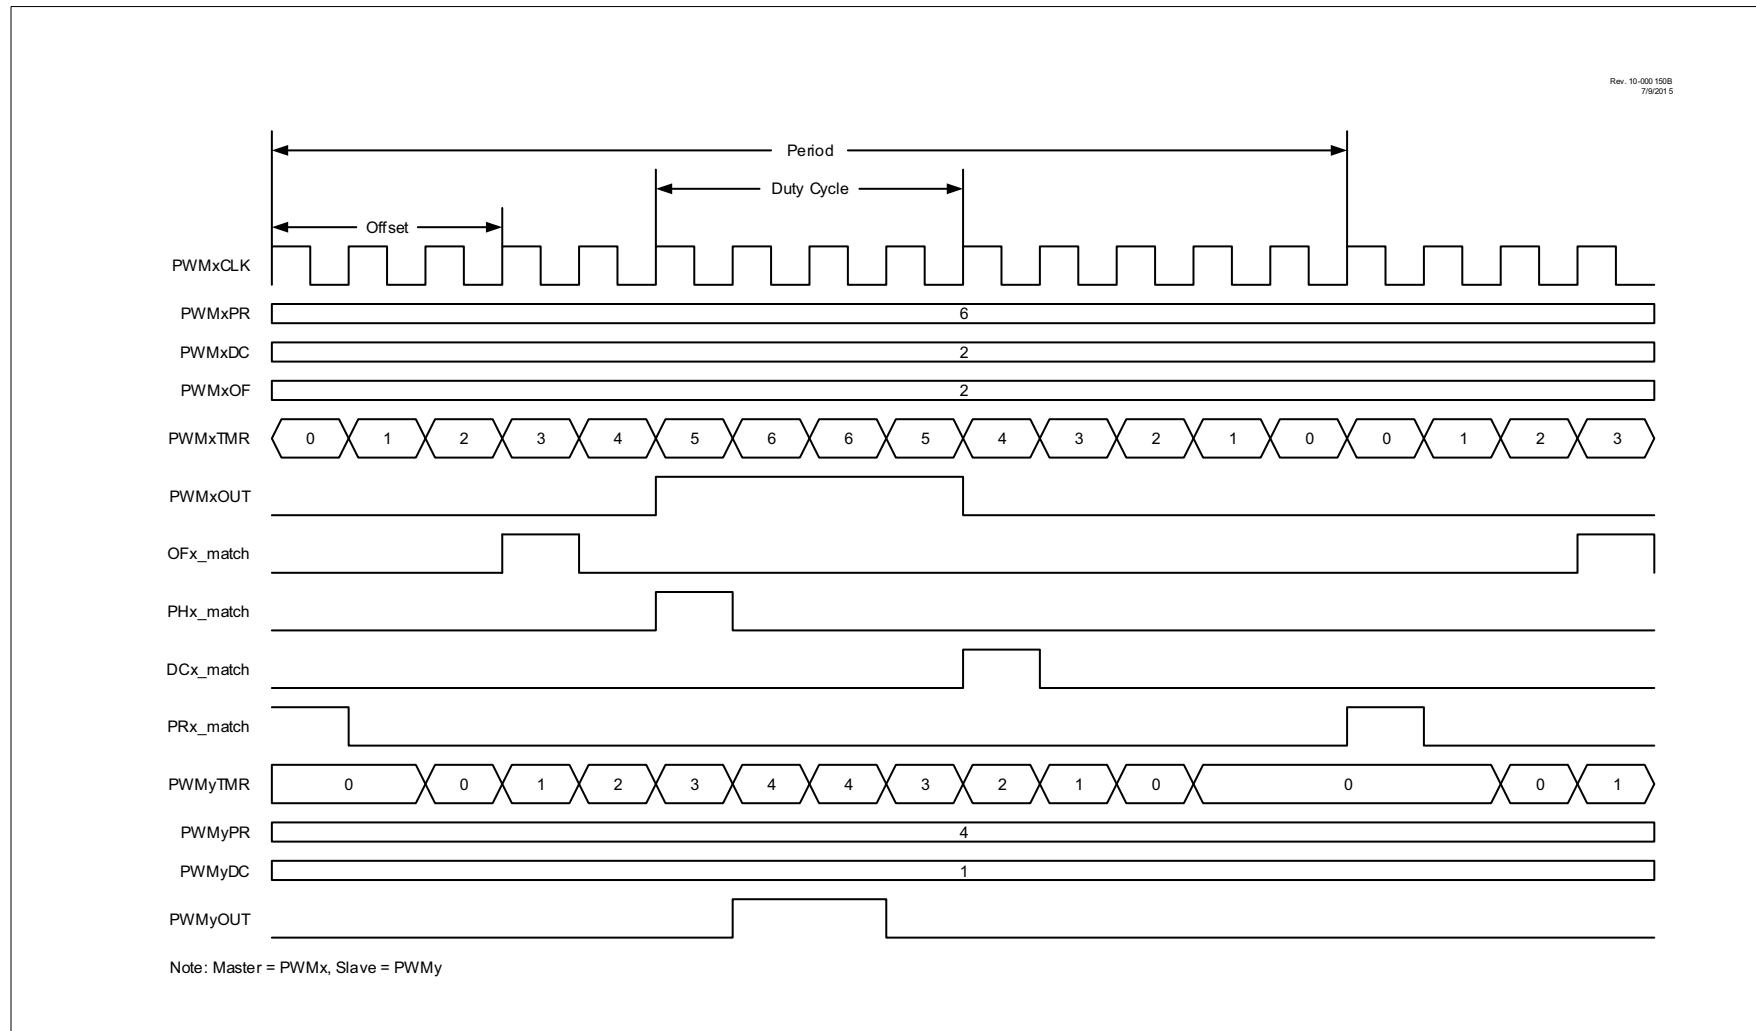 Rev. 10-000 150B
7/9/201 5
Period
Duty Cycle
Offset
PWMxCLK
PWMxPR 6
PWMxDC 2
PWMxOF 2
PWMxTMR 0 1 2 3 4 5 6 6 5 4 3 2 1 0 0 1 2 3
PWMxOUT
OFx_match
PHx_match
DCx_match
PRx_match
PWMyTMR 0 0 1 2 3 4 4 3 2 1 0 0 0 1
PWMyPR 4
PWMyDC 1
PWMyOUT
Note: Master = PWMx, Slave = PWMy